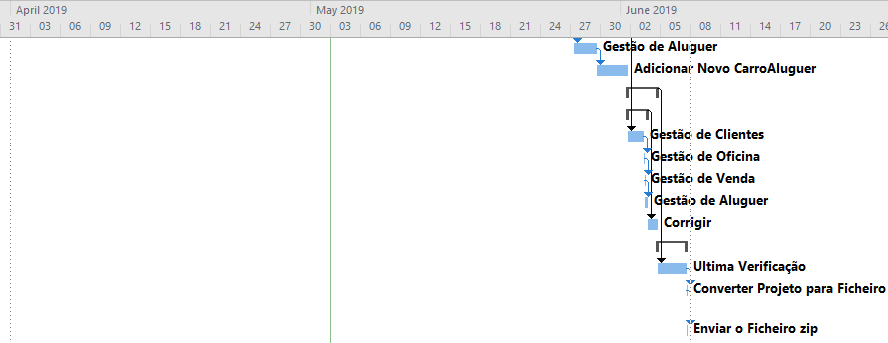 April 2019 May 2019 June 2019
31 03 06 09 12 15 18 21 24 27 30 03 06 09 12 15 18 21 24 27 30 02 05 08 11 14 17 20 23 26
Gestão de Aluguer
Adicionar Novo CarroAluguer
Gestão de Clientes
Gestão de Oficina
Gestão de Venda
Gestão de Aluguer
Corrigir
Ultima Verificação
Converter Projeto para Ficheiro
Enviar o Ficheiro zip